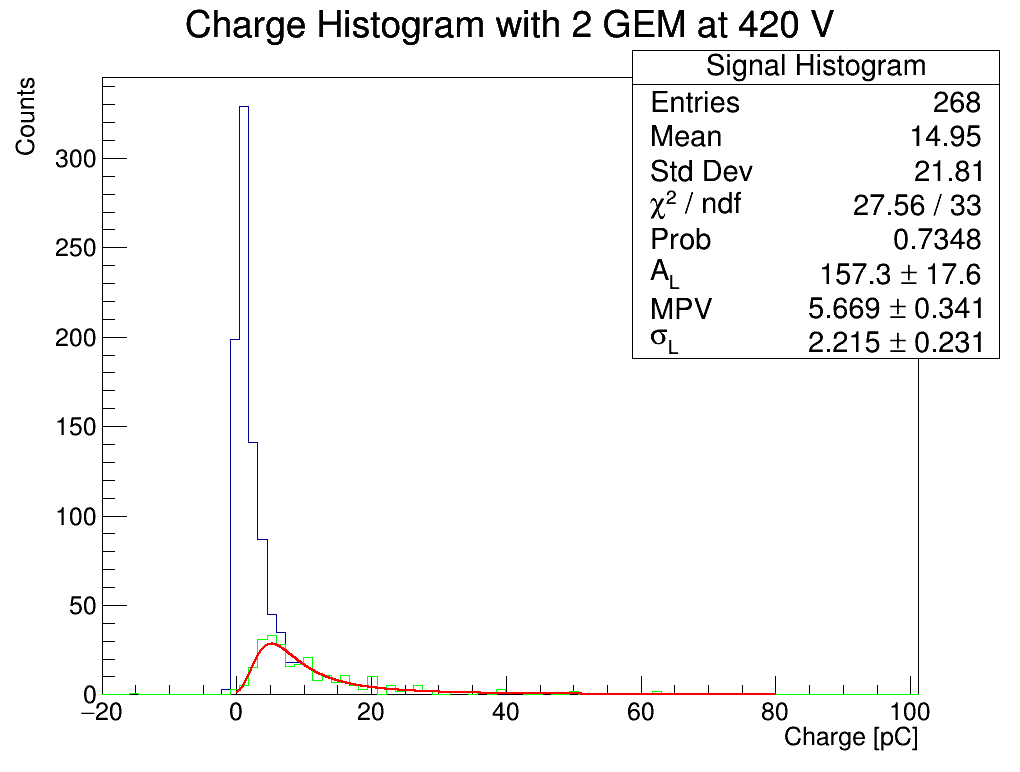 Charge Histogram with 2 GEM at 420 V
Signal Histogram
Entries 268
Mean 14.95
Std Dev 21.81
χ² / ndf 27.56 / 33
Prob 0.7348
A_L 157.3 ± 17.6
MPV 5.669 ± 0.341
σ_L 2.215 ± 0.231
Counts
300
250
200
150
100
50
0
−20 0 20 40 60 80 100
Charge [pC]